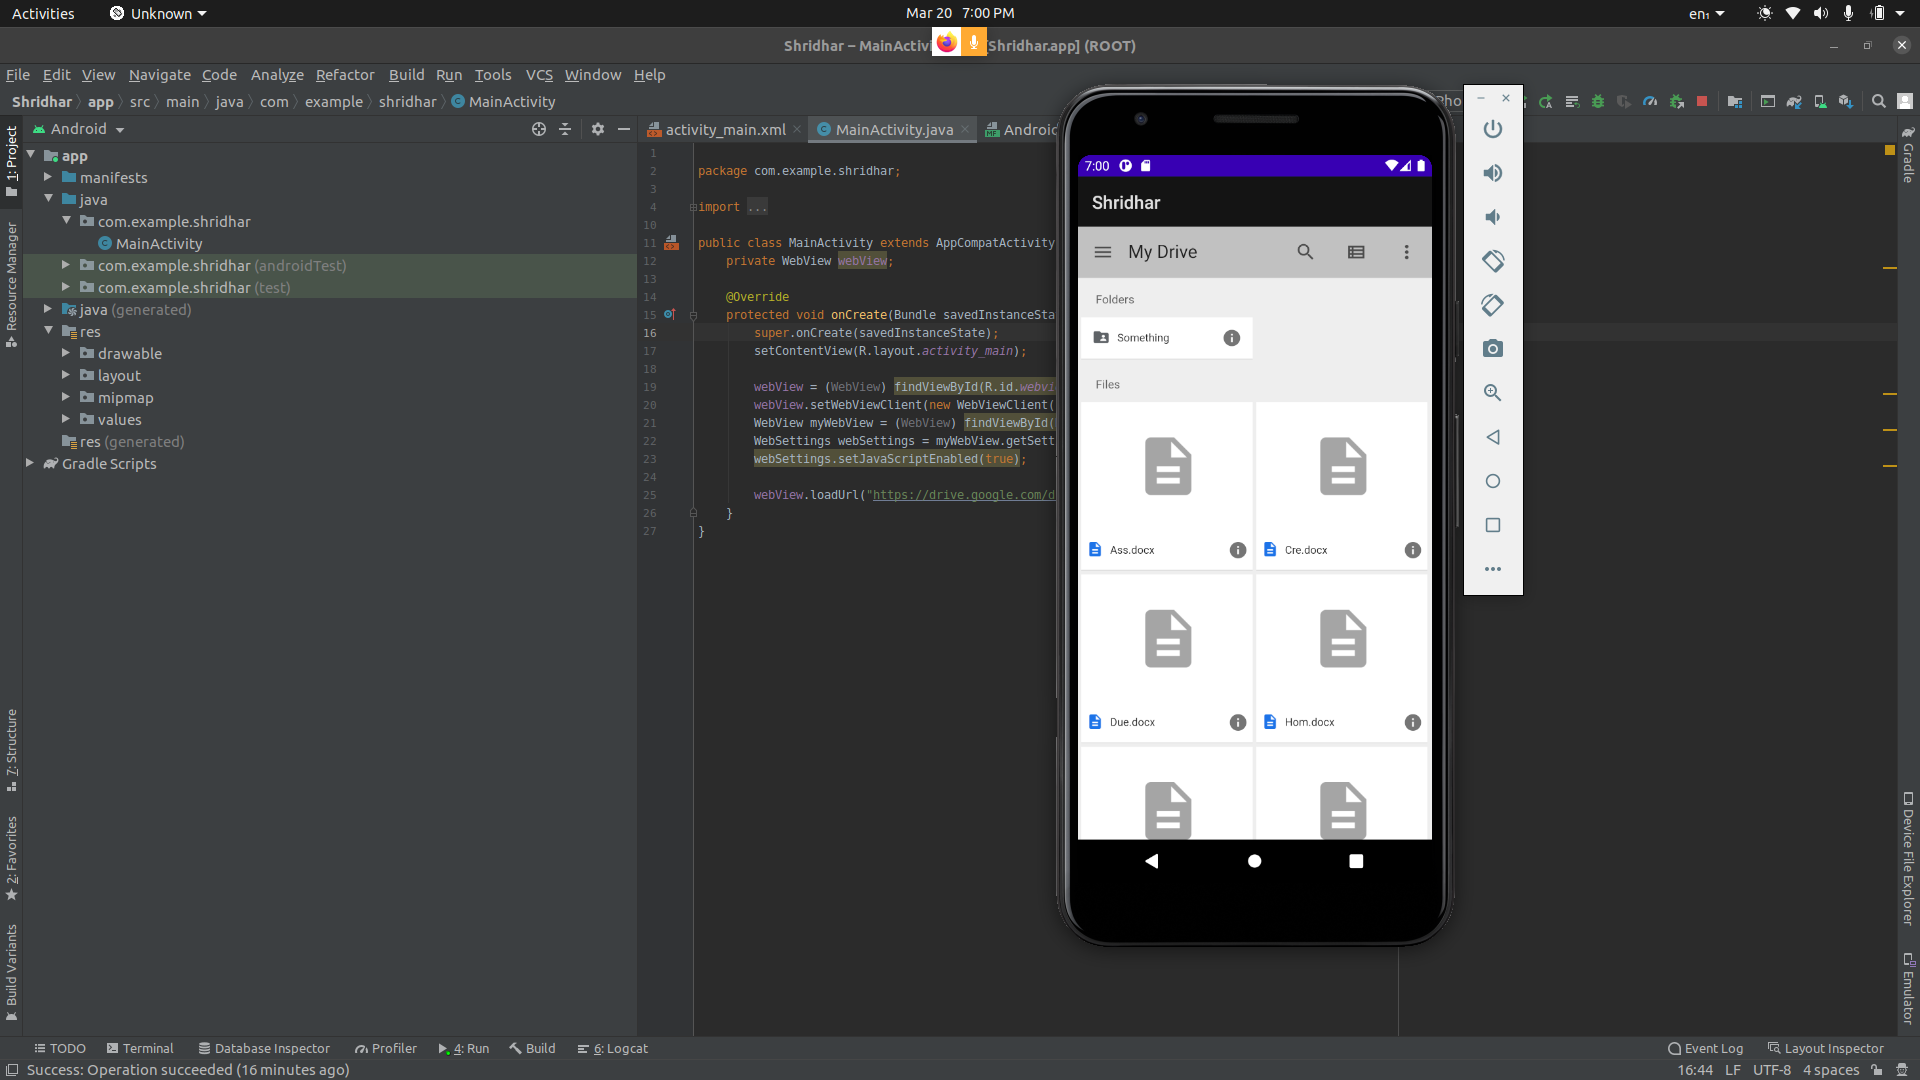 Activities
Unknown
Mar 20 7:00 PM
en₁
Shridhar – MainActivi
[Shridhar.app] (ROOT)
File Edit View Navigate Code Analyze Refactor Build Run Tools VCS Window Help
Shridhar app src main java com example shridhar MainActivity
Android
activity_main.xml
MainActivity.java
1: Project
Resource Manager
7: Structure
2: Favorites
Build Variants
app
manifests
java
com.example.shridhar
MainActivity
com.example.shridhar (androidTest)
com.example.shridhar (test)
java (generated)
res
drawable
layout
mipmap
values
res (generated)
Gradle Scripts
1
2 package com.example.shridhar;
3
4 import ...
10
11 public class MainActivity extends AppCompatActivity
12 private WebView webView;
13
14 @Override
15 protected void onCreate(Bundle savedInstanceSta
16 super.onCreate(savedInstanceState);
17 setContentView(R.layout.activity_main);
18
19 webView = (WebView) findViewById(R.id.webvi
20 webView.setWebViewClient(new WebViewClient(
21 WebView myWebView = (WebView) findViewById(
22 WebSettings webSettings = myWebView.getSett
23 webSettings.setJavaScriptEnabled(true);
24
25 webView.loadUrl("https://drive.google.com/d
26 }
27 }
7:00
Shridhar
My Drive
Folders
Something
Files
Ass.docx
Cre.docx
Due.docx
Hom.docx
Gradle
Device File Explorer
Emulator
TODO Terminal Database Inspector Profiler 4: Run Build 6: Logcat
Event Log Layout Inspector
Success: Operation succeeded (16 minutes ago)
16:44 LF UTF-8 4 spaces